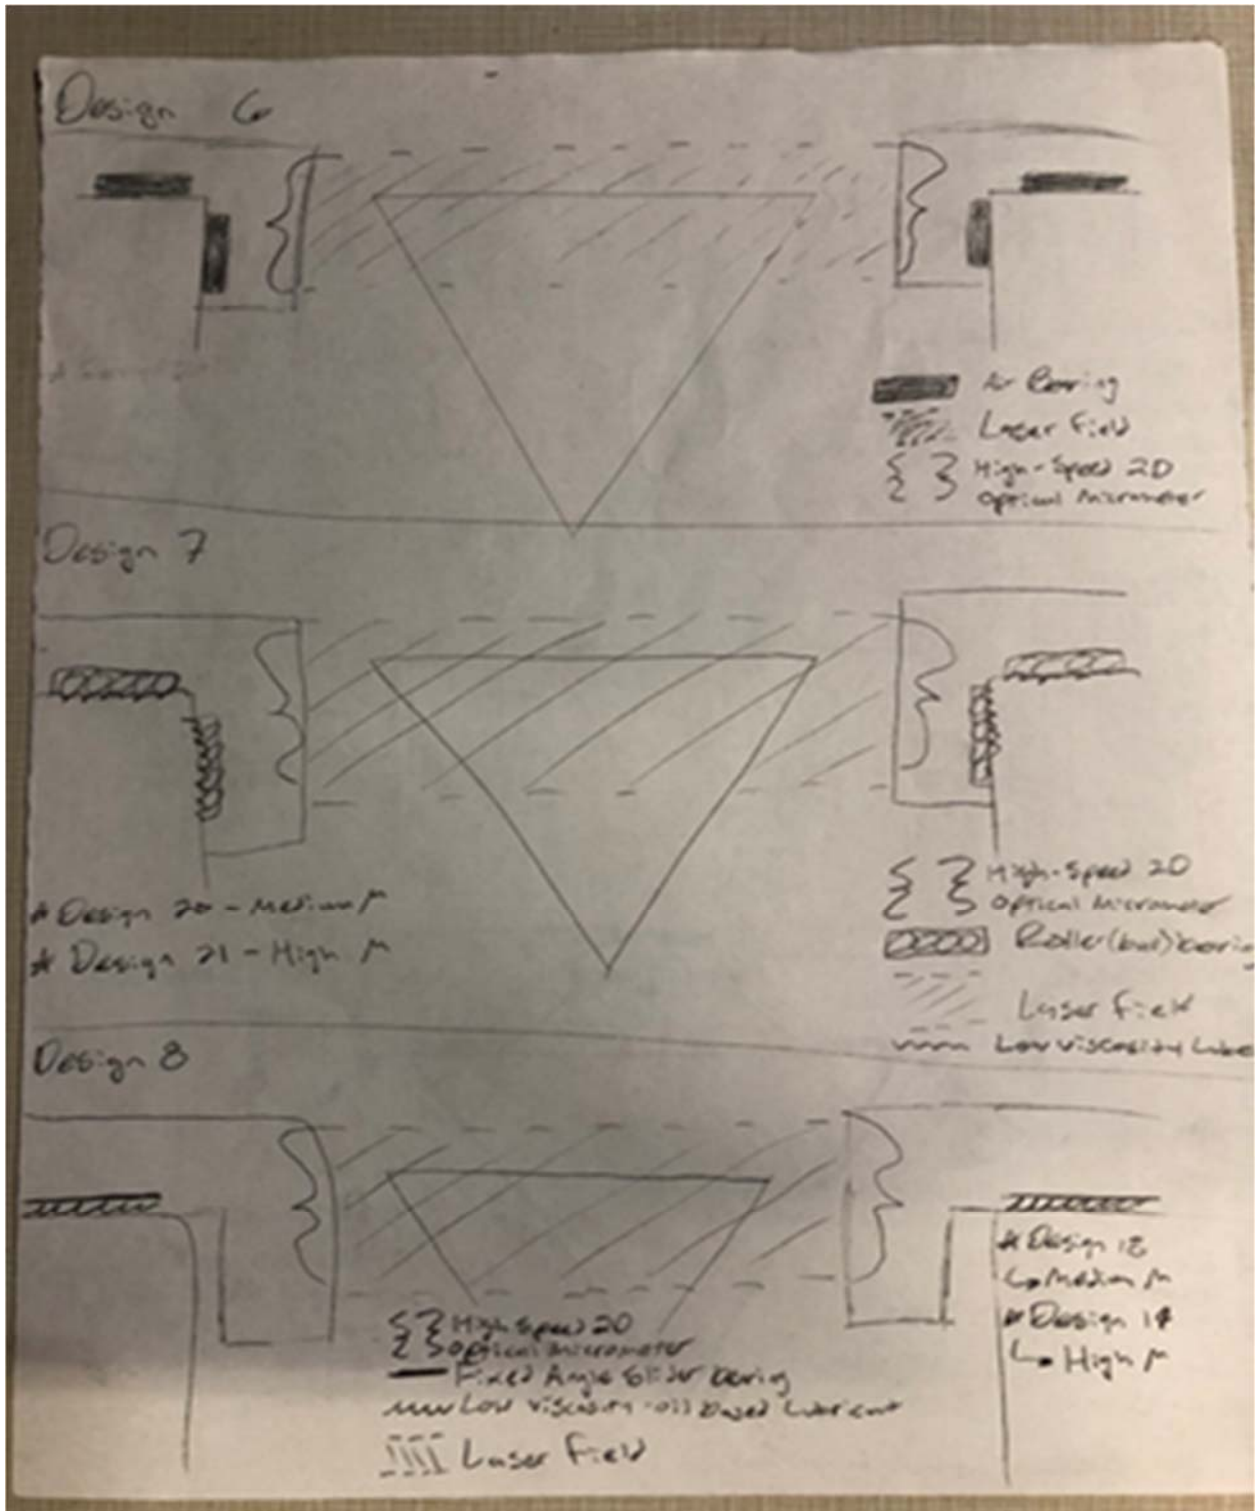 Design 6
Air Bearing
Laser Field
High-Speed 2D
Optical Micrometer
Design 7
# Design 20 - Medium μ
# Design 21 - High μ
High-Speed 2D
Optical Micrometer
Roller (ball) bearing
Laser Field
Low Viscosity Lube
Design 8
# Design 18
↳ Medium μ
# Design 19
↳ High μ
High Speed 2D
Optical Micrometer
Fixed Angle Slider Bearing
Low Viscosity -oil Based Lubricant
Laser Field